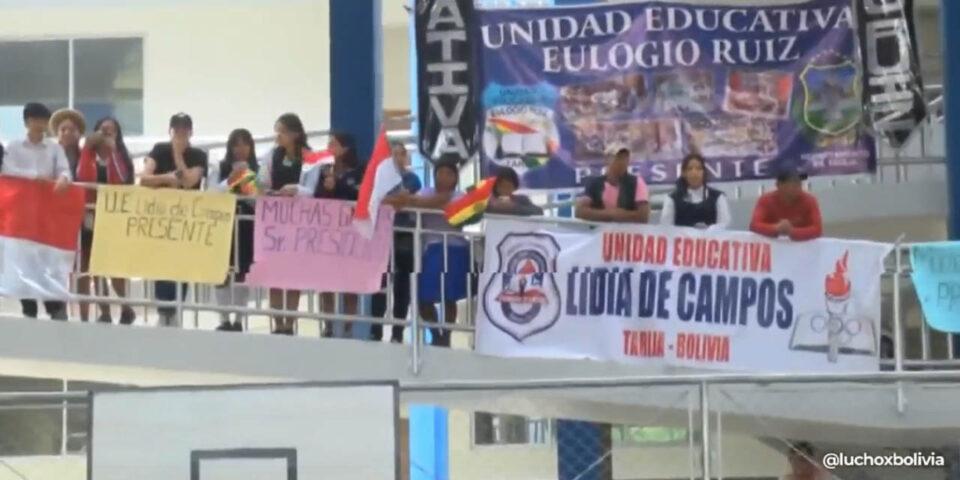 UNIDAD EDUCATIVA
EULOGIO RUIZ
PRESENTE
ATIVA
U.E Lidia de Campos
PRESENTE
MUCHAS
Sr. PRESID
UNIDAD EDUCATIVA
LIDIA DE CAMPOS
TARIJA - BOLIVIA
@luchoxbolivia